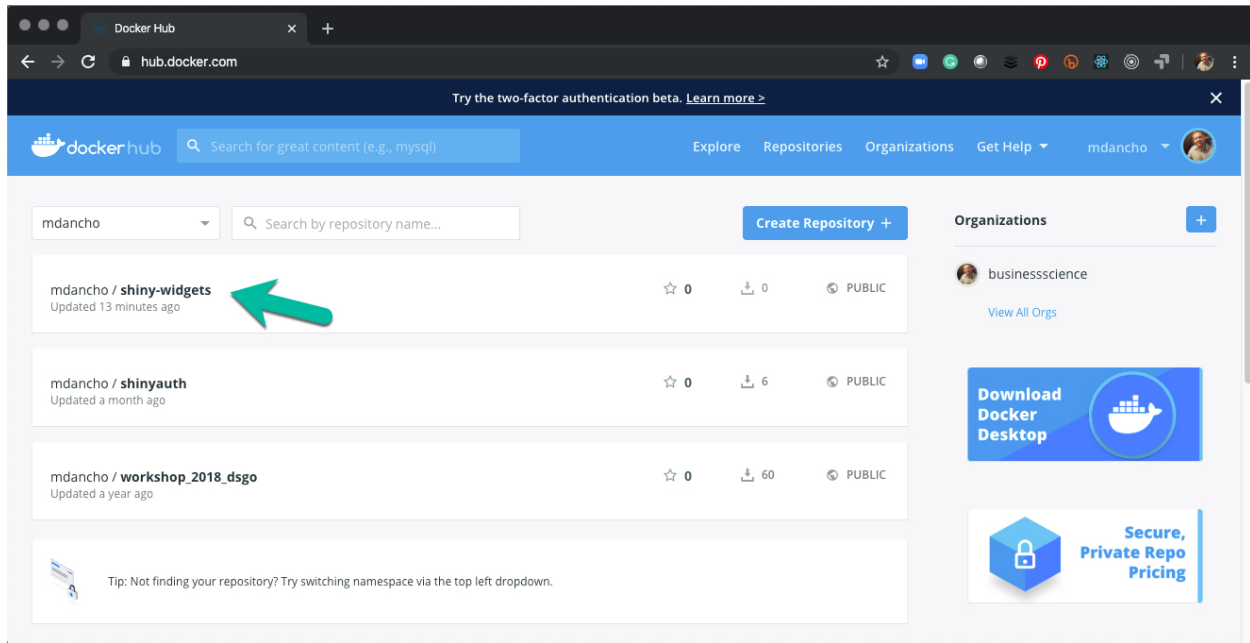 Docker Hub
hub.docker.com
Try the two-factor authentication beta. Learn more >
dockerhub
Search for great content (e.g., mysql)
Explore Repositories Organizations Get Help mdancho
mdancho
Search by repository name...
Create Repository +
Organizations
mdancho / shiny-widgets
Updated 13 minutes ago
0 0 PUBLIC
businessscience
View All Orgs
mdancho / shinyauth
Updated a month ago
0 6 PUBLIC
Download
Docker
Desktop
mdancho / workshop_2018_dsgo
Updated a year ago
0 60 PUBLIC
Secure,
Private Repo
Pricing
Tip: Not finding your repository? Try switching namespace via the top left dropdown.